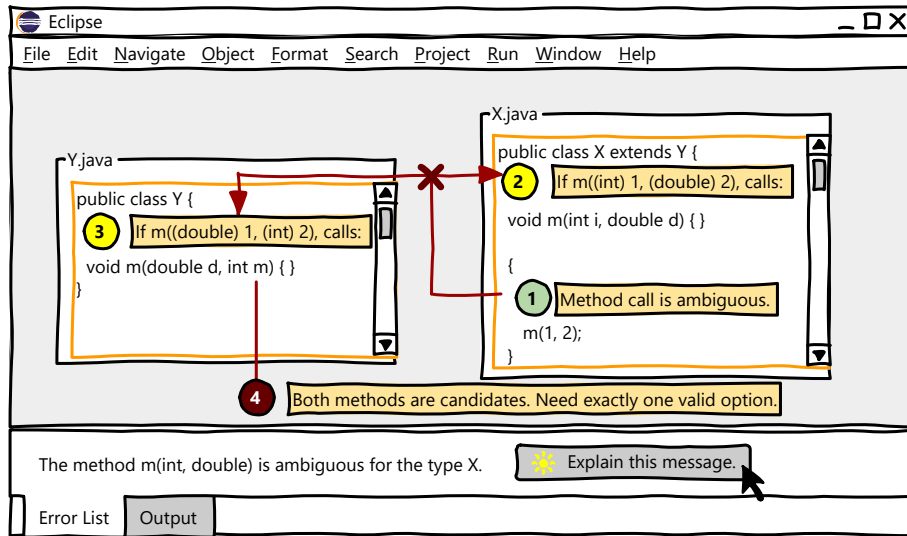 Eclipse
File Edit Navigate Object Format Search Project Run Window Help
Y.java
public class Y {
3 If m((double) 1, (int) 2), calls:
void m(double d, int m) { }
}
X.java
public class X extends Y {
2 If m((int) 1, (double) 2), calls:
void m(int i, double d) { }
{
1 Method call is ambiguous.
m(1, 2);
}
4 Both methods are candidates. Need exactly one valid option.
The method m(int, double) is ambiguous for the type X.
Explain this message.
Error List Output